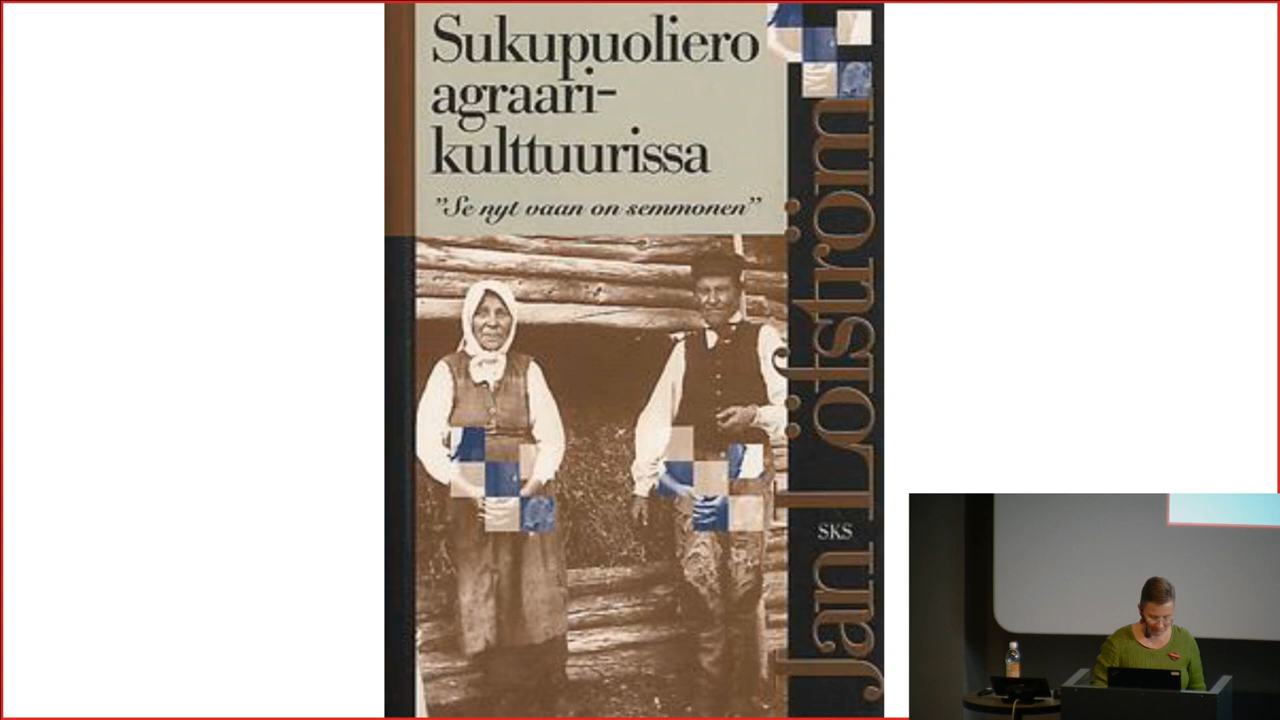 Sukupuoliero
agraari-
kulttuurissa
"Se nyt vaan on semmonen"
Jan Löfström
SKS